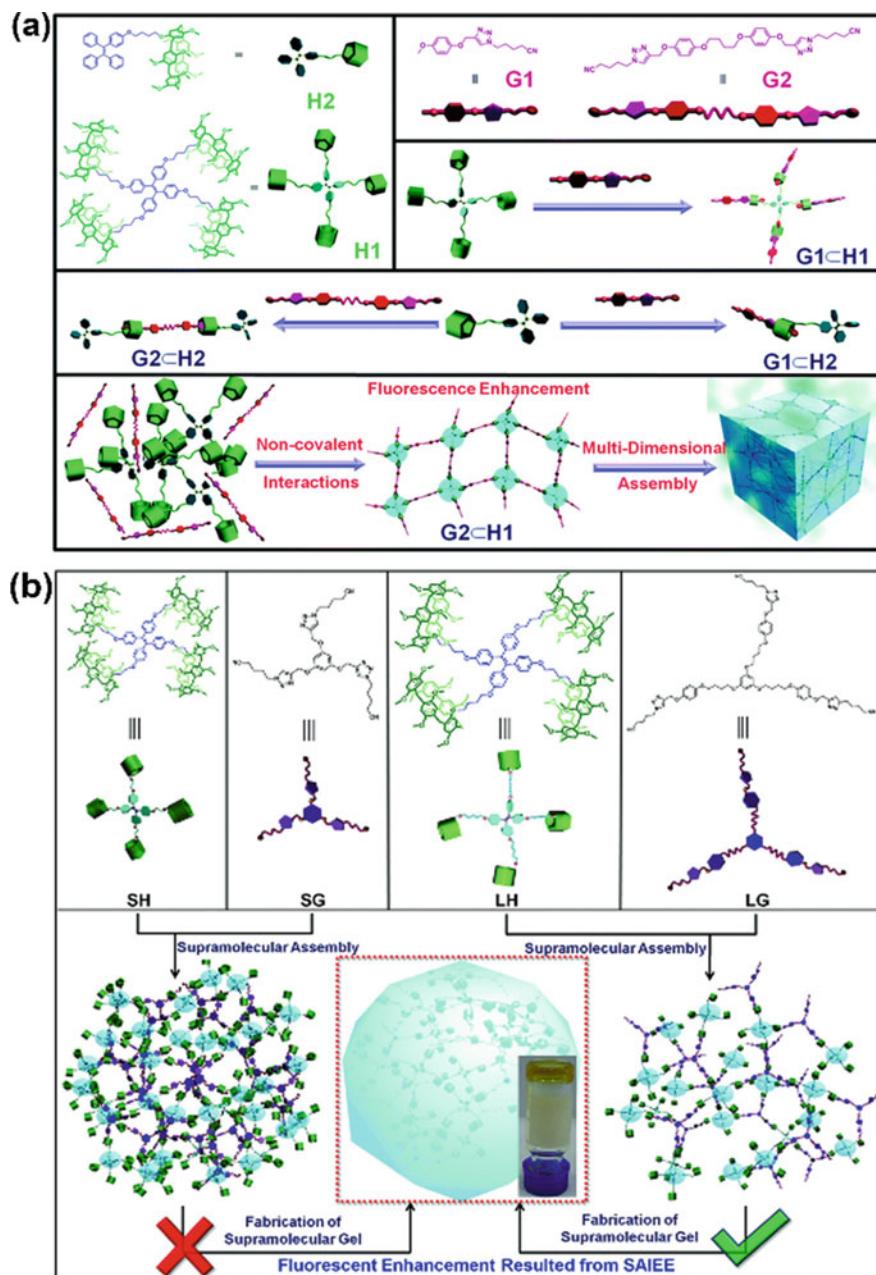 (a)
H2
G1
G2
H1
G1⊂H1
G2⊂H2
G1⊂H2
Fluorescence Enhancement
Non-covalent
Interactions
Multi-Dimensional
Assembly
G2⊂H1
(b)
SH
SG
LH
LG
Supramolecular Assembly
Supramolecular Assembly
Fabrication of
Supramolecular Gel
Fabrication of
Supramolecular Gel
Fluorescent Enhancement Resulted from SAIEE